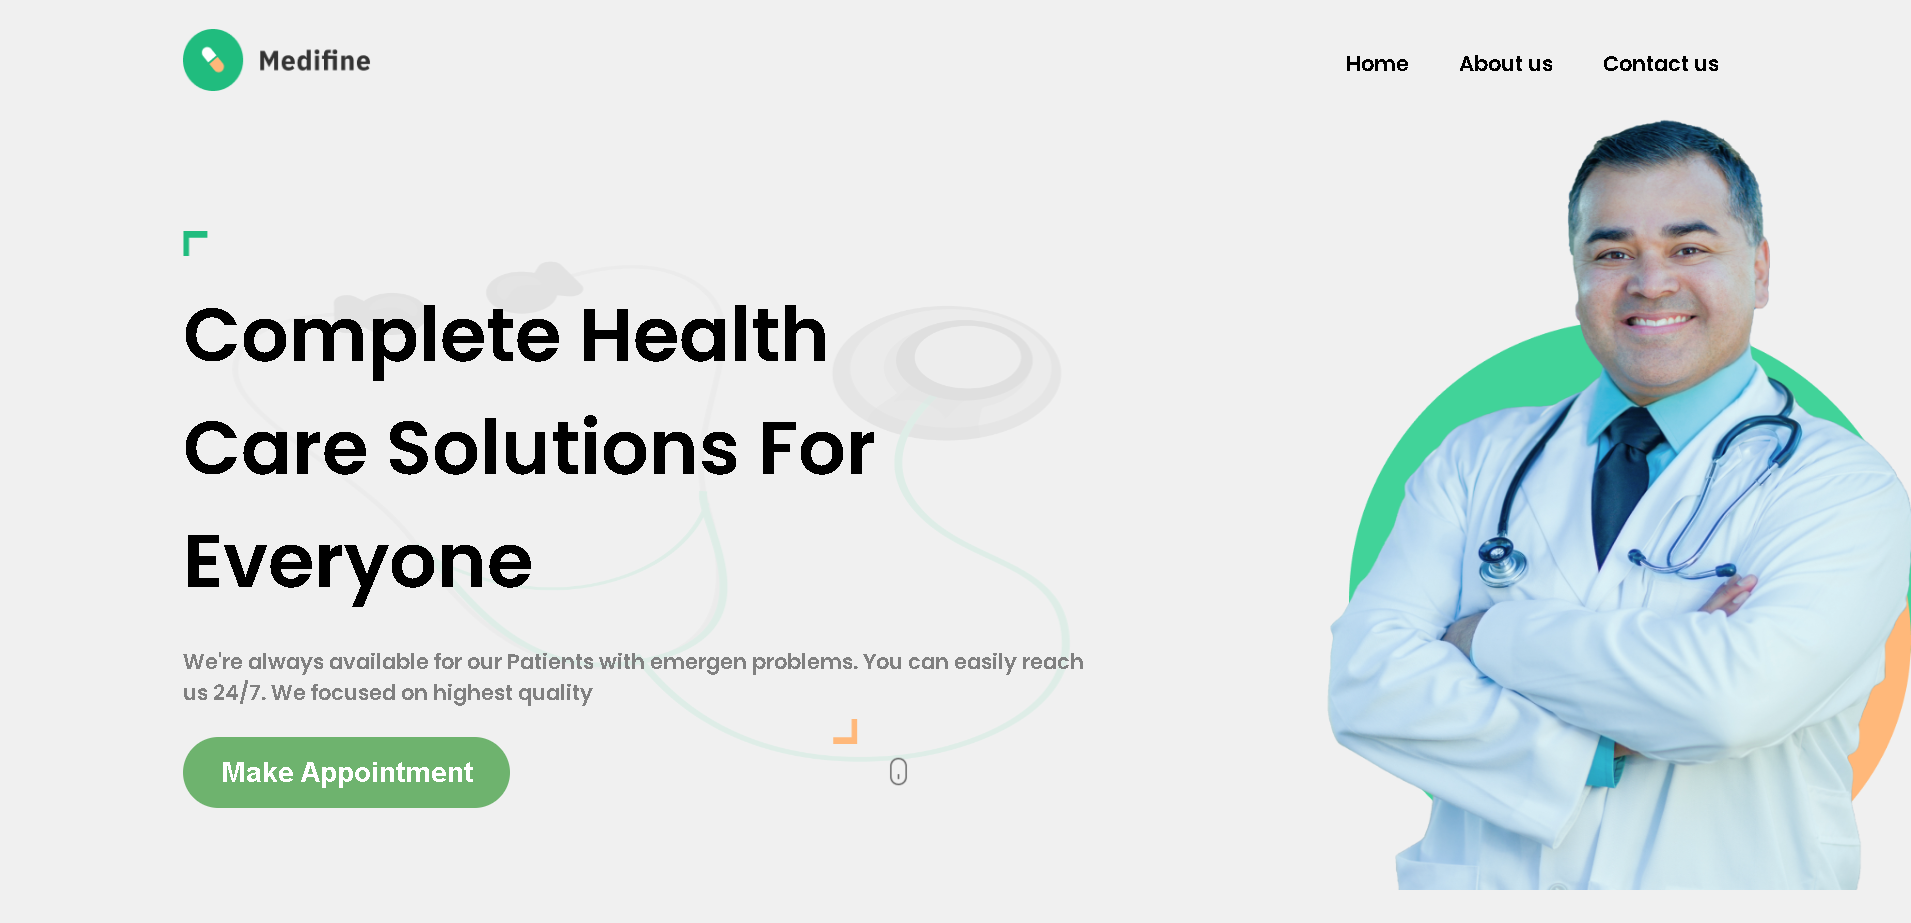 Medifine
Home
About us
Contact us
Complete Health
Care Solutions For
Everyone
We're always available for our Patients with emergen problems. You can easily reach
us 24/7. We focused on highest quality
Make Appointment